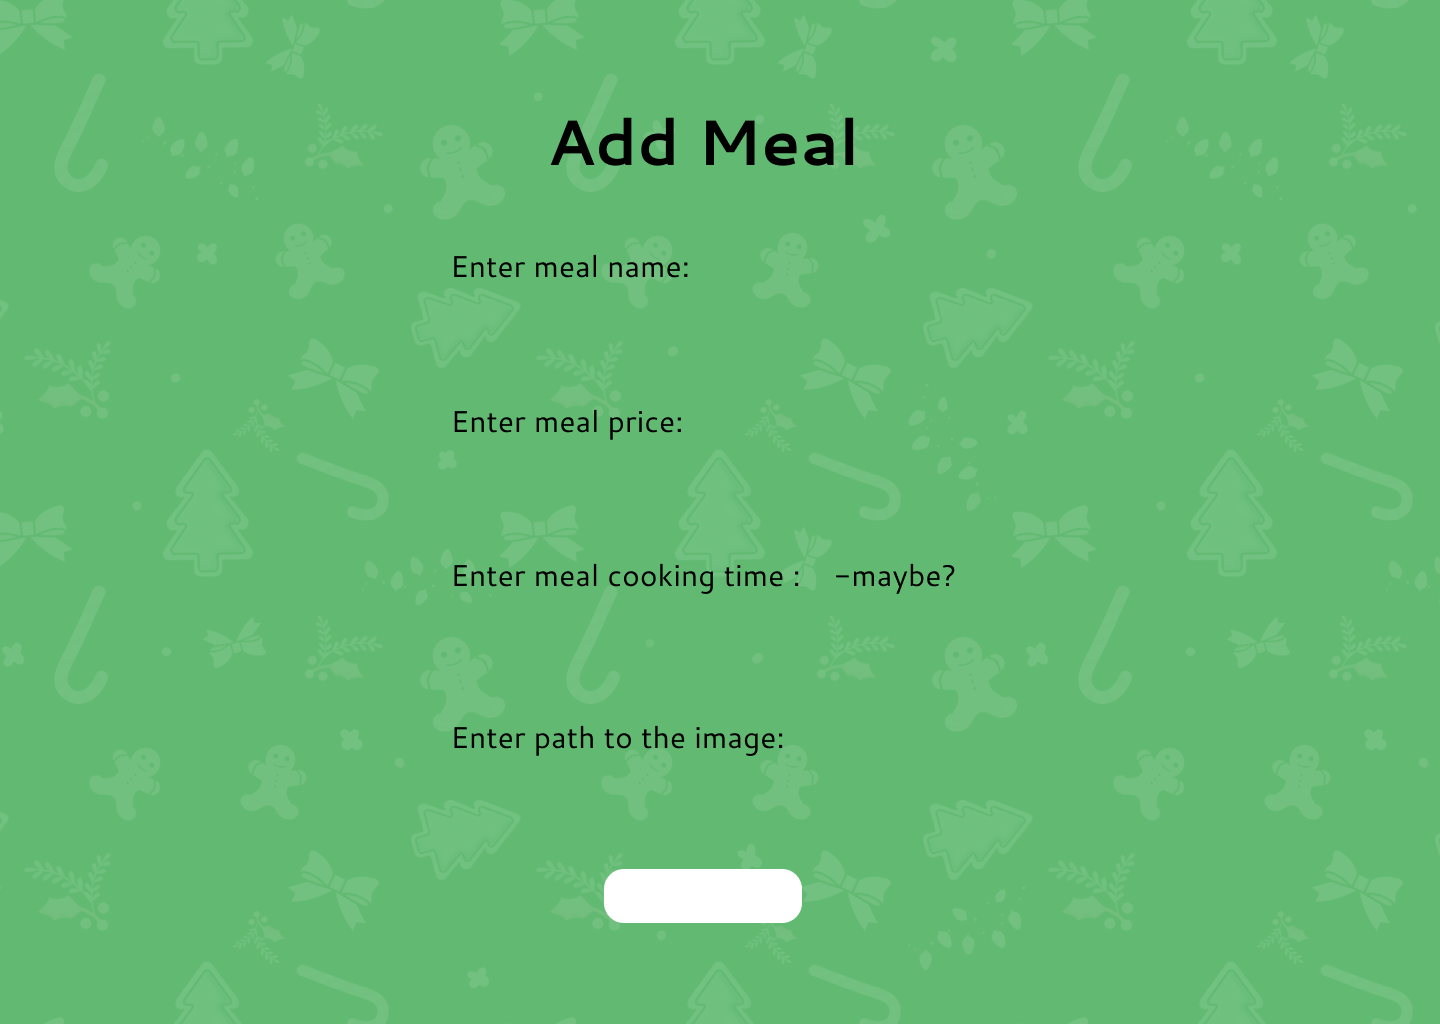 Add Meal
Enter meal name:
Enter meal price:
Enter meal cooking time : -maybe?
Enter path to the image: